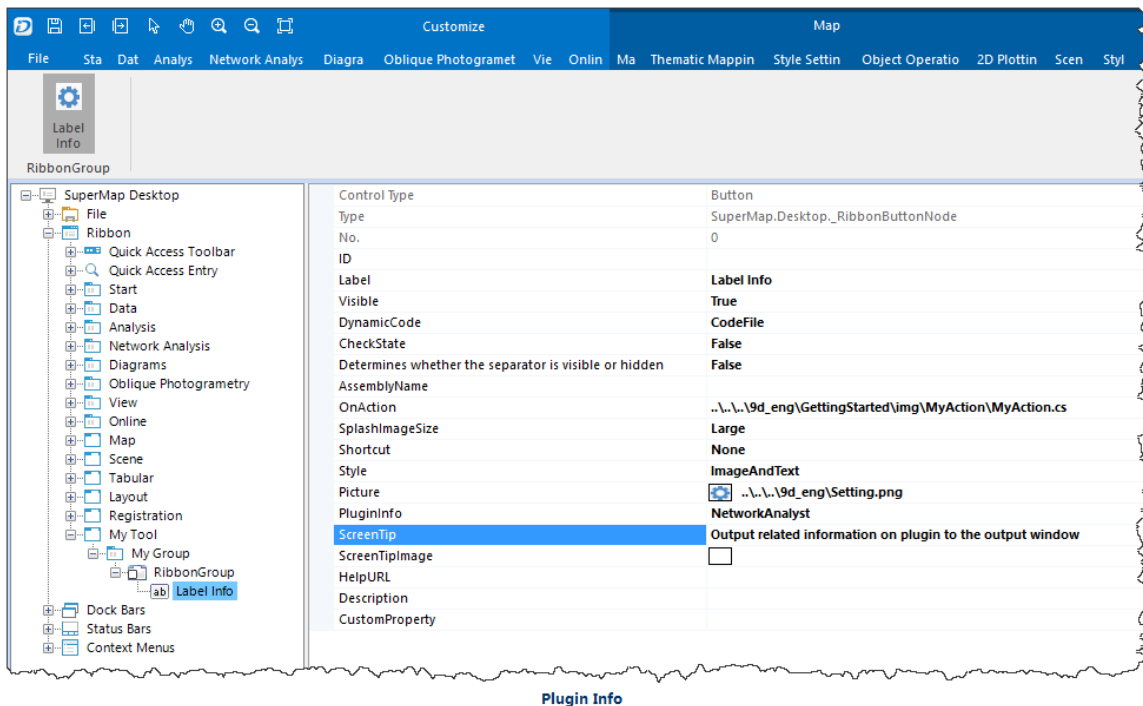 Customize Map
File Sta Dat Analys Network Analys Diagra Oblique Photogramet Vie Onlin Ma Thematic Mappin Style Settin Object Operatio 2D Plottin Scen Styl
Label
Info
RibbonGroup
SuperMap Desktop
File
Ribbon
Quick Access Toolbar
Quick Access Entry
Start
Data
Analysis
Network Analysis
Diagrams
Oblique Photogrametry
View
Online
Map
Scene
Tabular
Layout
Registration
My Tool
My Group
RibbonGroup
ab Label Info
Dock Bars
Status Bars
Context Menus
Control Type Button
Type SuperMap.Desktop._RibbonButtonNode
No. 0
ID
Label Label Info
Visible True
DynamicCode CodeFile
CheckState False
Determines whether the separator is visible or hidden False
AssemblyName
OnAction ..\..\..\9d_eng\GettingStarted\img\MyAction\MyAction.cs
SplashImageSize Large
Shortcut None
Style ImageAndText
Picture ..\..\..\9d_eng\Setting.png
PluginInfo NetworkAnalyst
ScreenTip Output related information on plugin to the output window
ScreenTipImage
HelpURL
Description
CustomProperty
Plugin Info